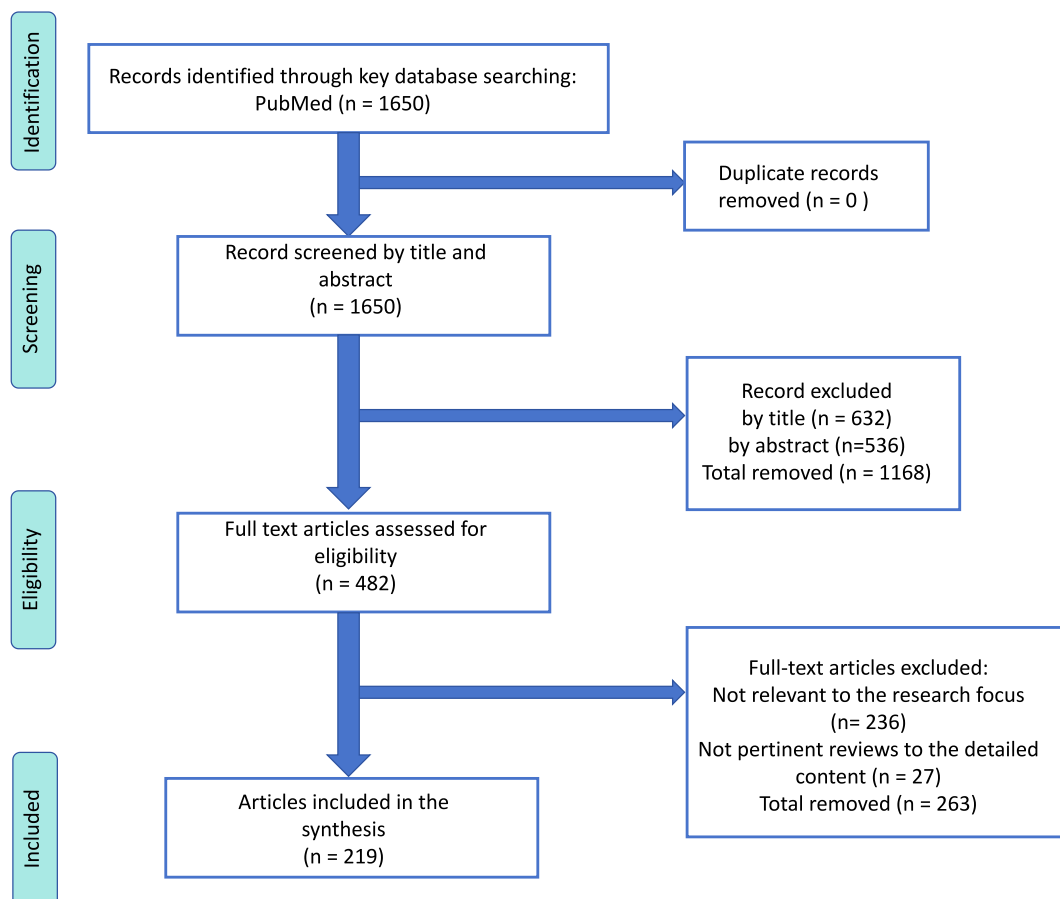 Identification
Records identified through key database searching:
PubMed (n = 1650)
Duplicate records
removed (n = 0 )
Screening
Record screened by title and
abstract
(n = 1650)
Record excluded
by title (n = 632)
by abstract (n=536)
Total removed (n = 1168)
Eligibility
Full text articles assessed for
eligibility
(n = 482)
Full-text articles excluded:
Not relevant to the research focus
(n= 236)
Not pertinent reviews to the detailed
content (n = 27)
Total removed (n = 263)
Included
Articles included in the
synthesis
(n = 219)